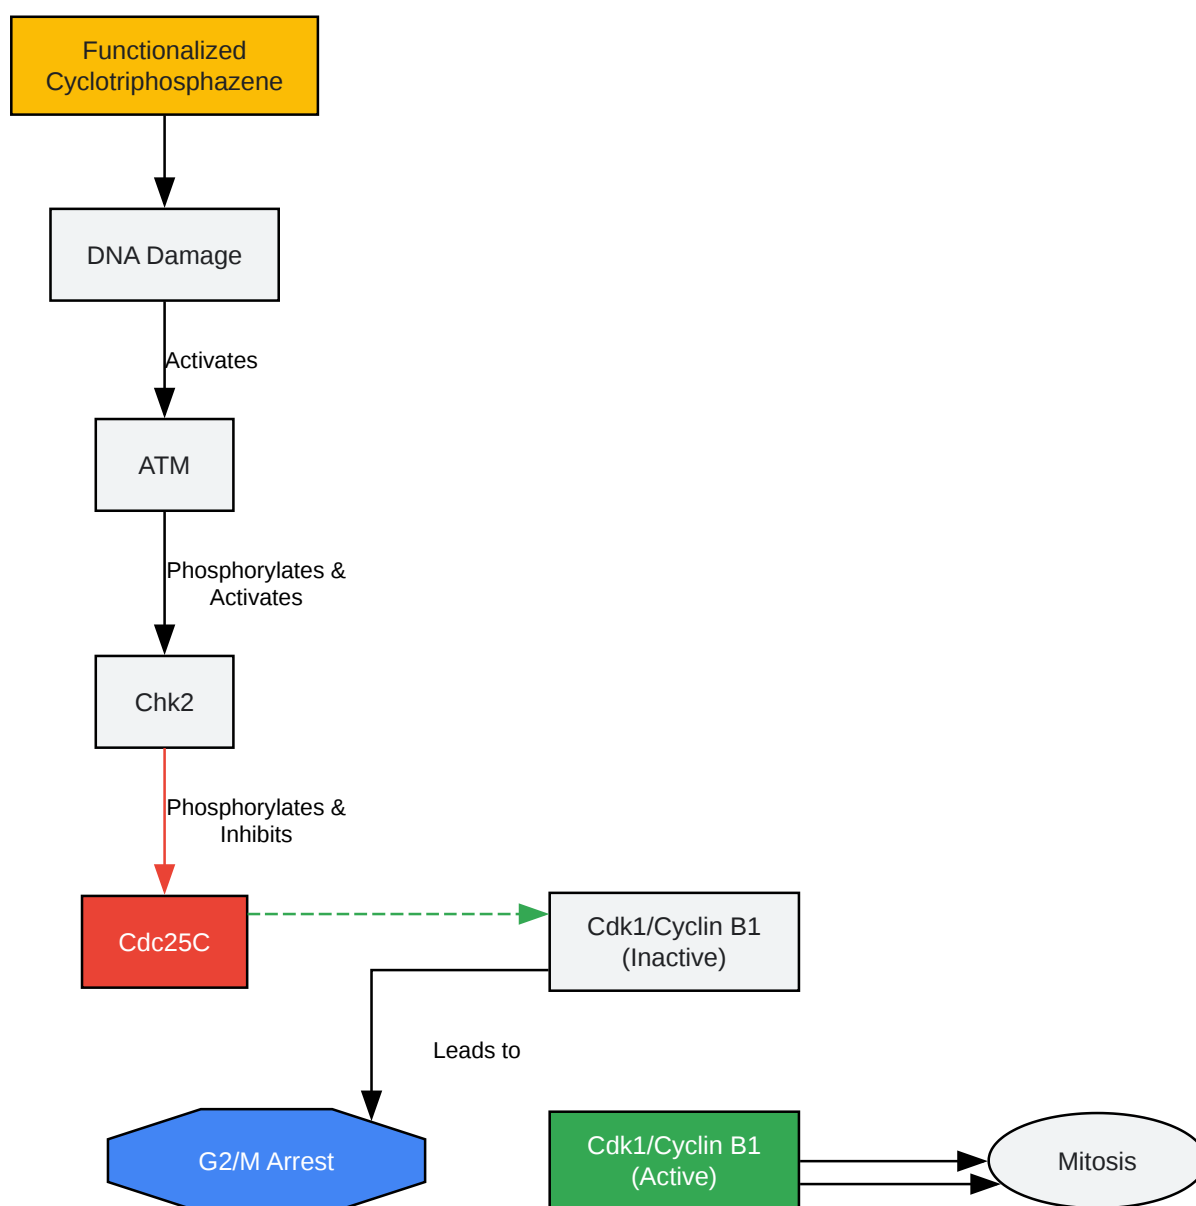 Functionalized
Cyclotriphosphazene
DNA Damage
Activates
ATM
Phosphorylates &
Activates
Chk2
Phosphorylates &
Inhibits
Cdc25C
Cdk1/Cyclin B1
(Inactive)
Leads to
G2/M Arrest
Cdk1/Cyclin B1
(Active)
Mitosis